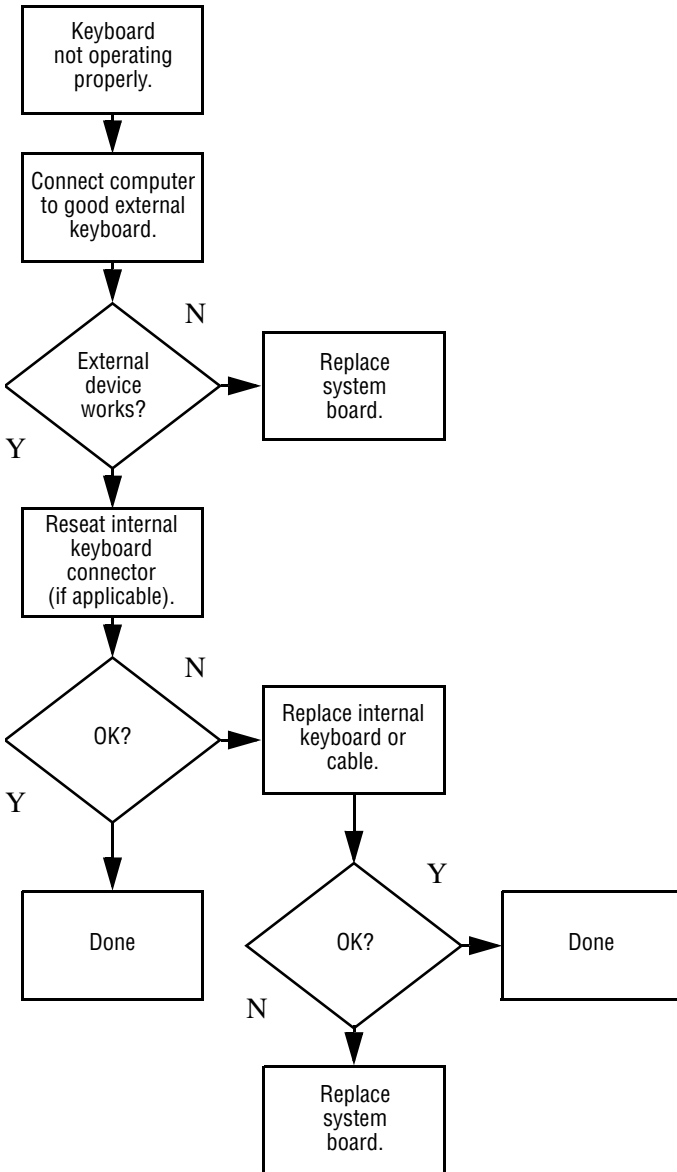 Keyboard
not operating
properly.
Connect computer
to good external
keyboard.
N
External
device
works?
Replace
system
board.
Y
Reseat internal
keyboard
connector
(if applicable).
N
OK?
Replace internal
keyboard or
cable.
Y
Y
Done
OK?
Done
N
Replace
system
board.